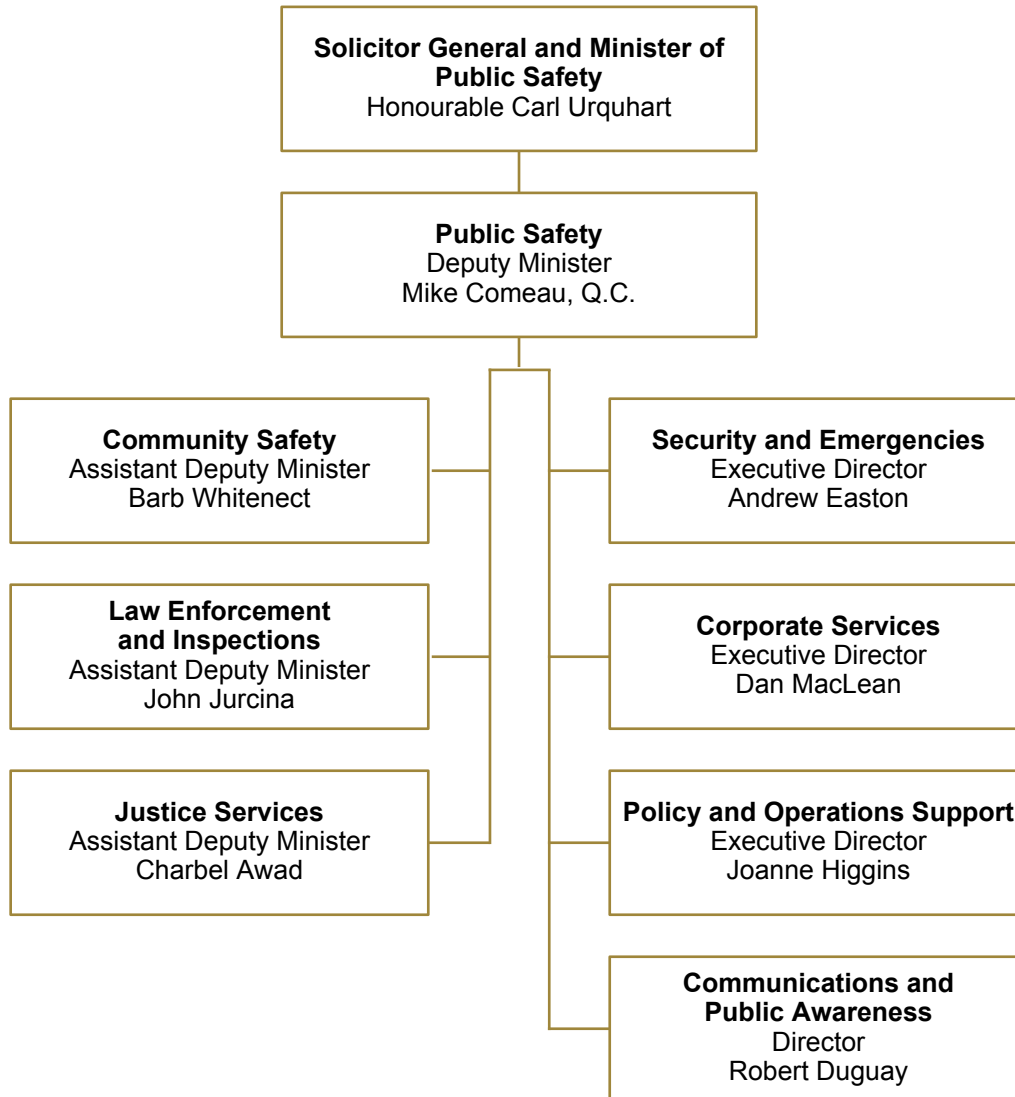 Solicitor General and Minister of
Public Safety
Honourable Carl Urquhart
Public Safety
Deputy Minister
Mike Comeau, Q.C.
Community Safety
Assistant Deputy Minister
Barb Whitenect
Law Enforcement
and Inspections
Assistant Deputy Minister
John Jurcina
Justice Services
Assistant Deputy Minister
Charbel Awad
Security and Emergencies
Executive Director
Andrew Easton
Corporate Services
Executive Director
Dan MacLean
Policy and Operations Support
Executive Director
Joanne Higgins
Communications and
Public Awareness
Director
Robert Duguay